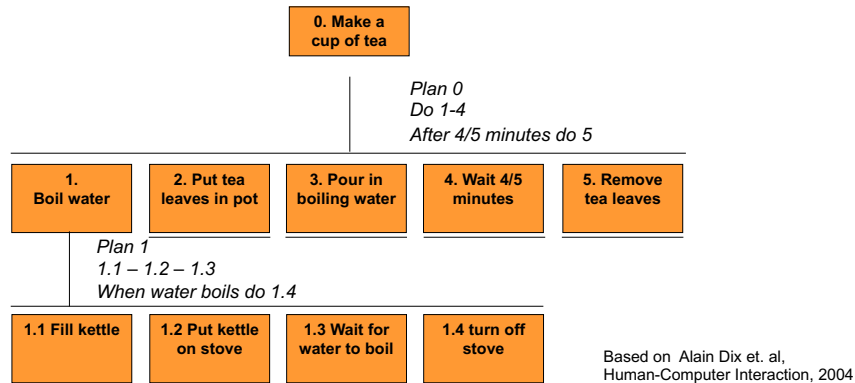 0. Make a
cup of tea
Plan 0
Do 1-4
After 4/5 minutes do 5
1.
Boil water
2. Put tea
leaves in pot
3. Pour in
boiling water
4. Wait 4/5
minutes
5. Remove
tea leaves
Plan 1
1.1 – 1.2 – 1.3
When water boils do 1.4
1.1 Fill kettle
1.2 Put kettle
on stove
1.3 Wait for
water to boil
1.4 turn off
stove
Based on Alain Dix et. al,
Human-Computer Interaction, 2004